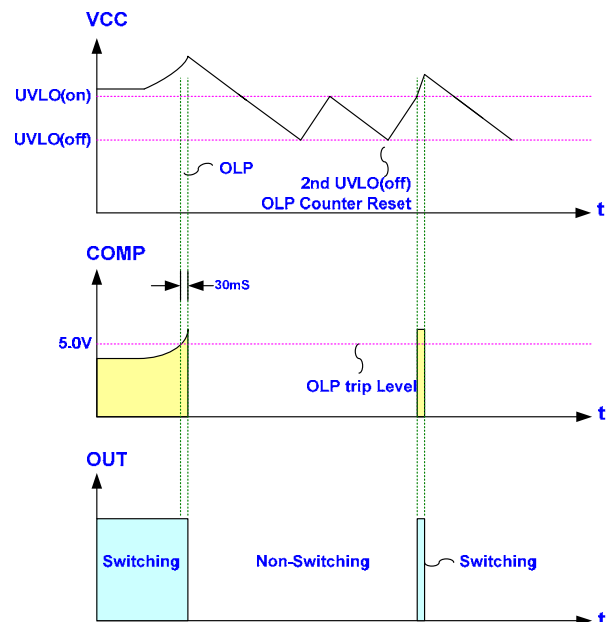 VCC
UVLO(on)
UVLO(off)
OLP
2nd UVLO(off)
OLP Counter Reset
t
COMP
30mS
5.0V
OLP trip Level
t
OUT
Switching
Non-Switching
Switching
t